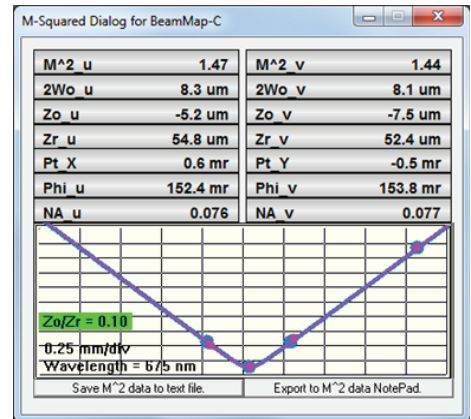 M-Squared Dialog for BeamMap-C
M^2_u 1.47 M^2_v 1.44
2Wo_u 8.3 um 2Wo_v 8.1 um
Zo_u -5.2 um Zo_v -7.5 um
Zr_u 54.8 um Zr_v 52.4 um
Pt_X 0.6 mr Pt_Y -0.5 mr
Phi_u 152.4 mr Phi_v 153.8 mr
NA_u 0.076 NA_v 0.077
Zo/Zr = 0.10
0.25 mm/div
Wavelength = 675 nm
Save M^2 data to text file. Export to M^2 data NotePad.